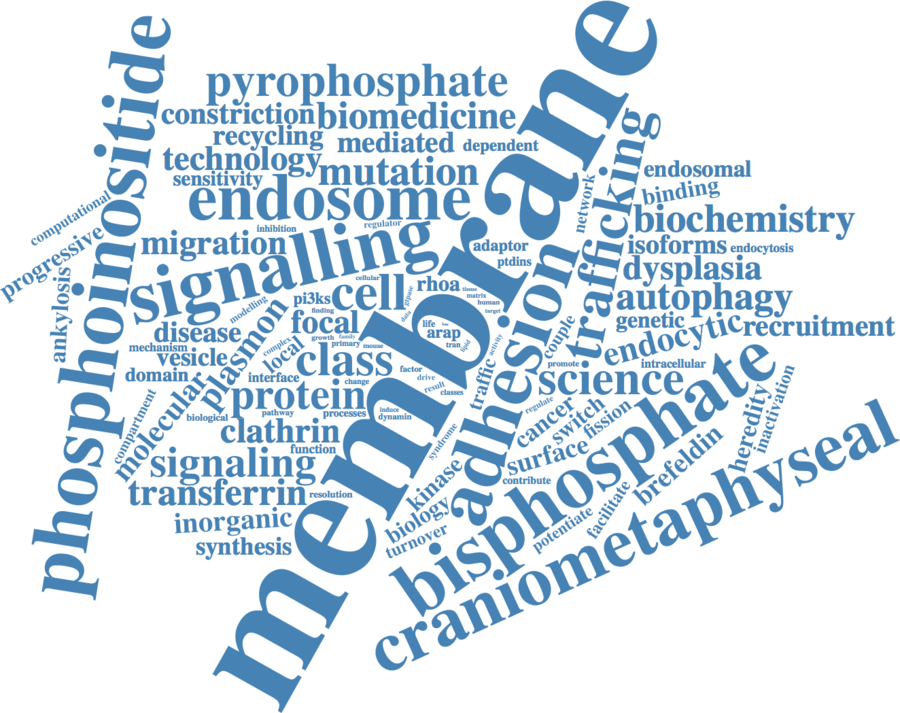 membrane
phosphoinositide
craniometaphyseal
bisphosphate
adhesion
signalling
trafficking
endosome
pyrophosphate
constriction
biomedicine
recycling
mediated
dependent
technology
mutation
sensitivity
inhibition
regulator
migration
computational
progressive
ankylosis
network
endosomal
binding
biochemistry
isoforms
endocytosis
dysplasia
autophagy
genetic
endocytic
recruitment
intracellular
adaptor
ptdins
cellular
cell
rhoa
gtpase
tissue
matrix
human
target
pi3ks
finding
data
modelling
focal
disease
plasmon
growth
family
primary
mouse
life
arap
tran
lipid
activity
couple
mechanism
vesicle
complex
local
class
factor
drive
result
classes
traffic
promote
science
domain
interface
change
molecular
protein
compartment
biological
pathway
processes
induce
dynamin
clathrin
function
syndrome
regulate
cancer
switch
fission
heredity
inactivation
signaling
surface
contribute
kinase
transferrin
resolution
biology
brefeldin
facilitate
potentiate
turnover
inorganic
synthesis